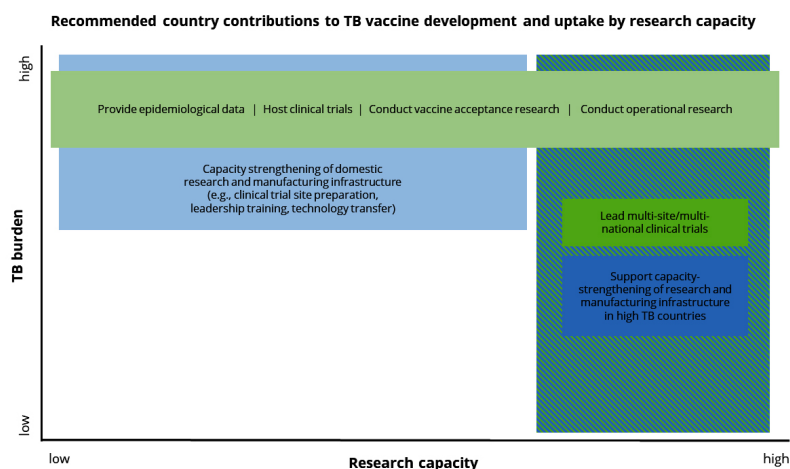 Recommended country contributions to TB vaccine development and uptake by research capacity
high
Provide epidemiological data | Host clinical trials | Conduct vaccine acceptance research | Conduct operational research
Capacity strengthening of domestic
research and manufacturing infrastructure
(e.g., clinical trial site preparation,
leadership training, technology transfer)
Lead multi-site/multi-
national clinical trials
Support capacity-
strengthening of research and
manufacturing infrastructure
in high TB countries
TB burden
low
low
Research capacity
high